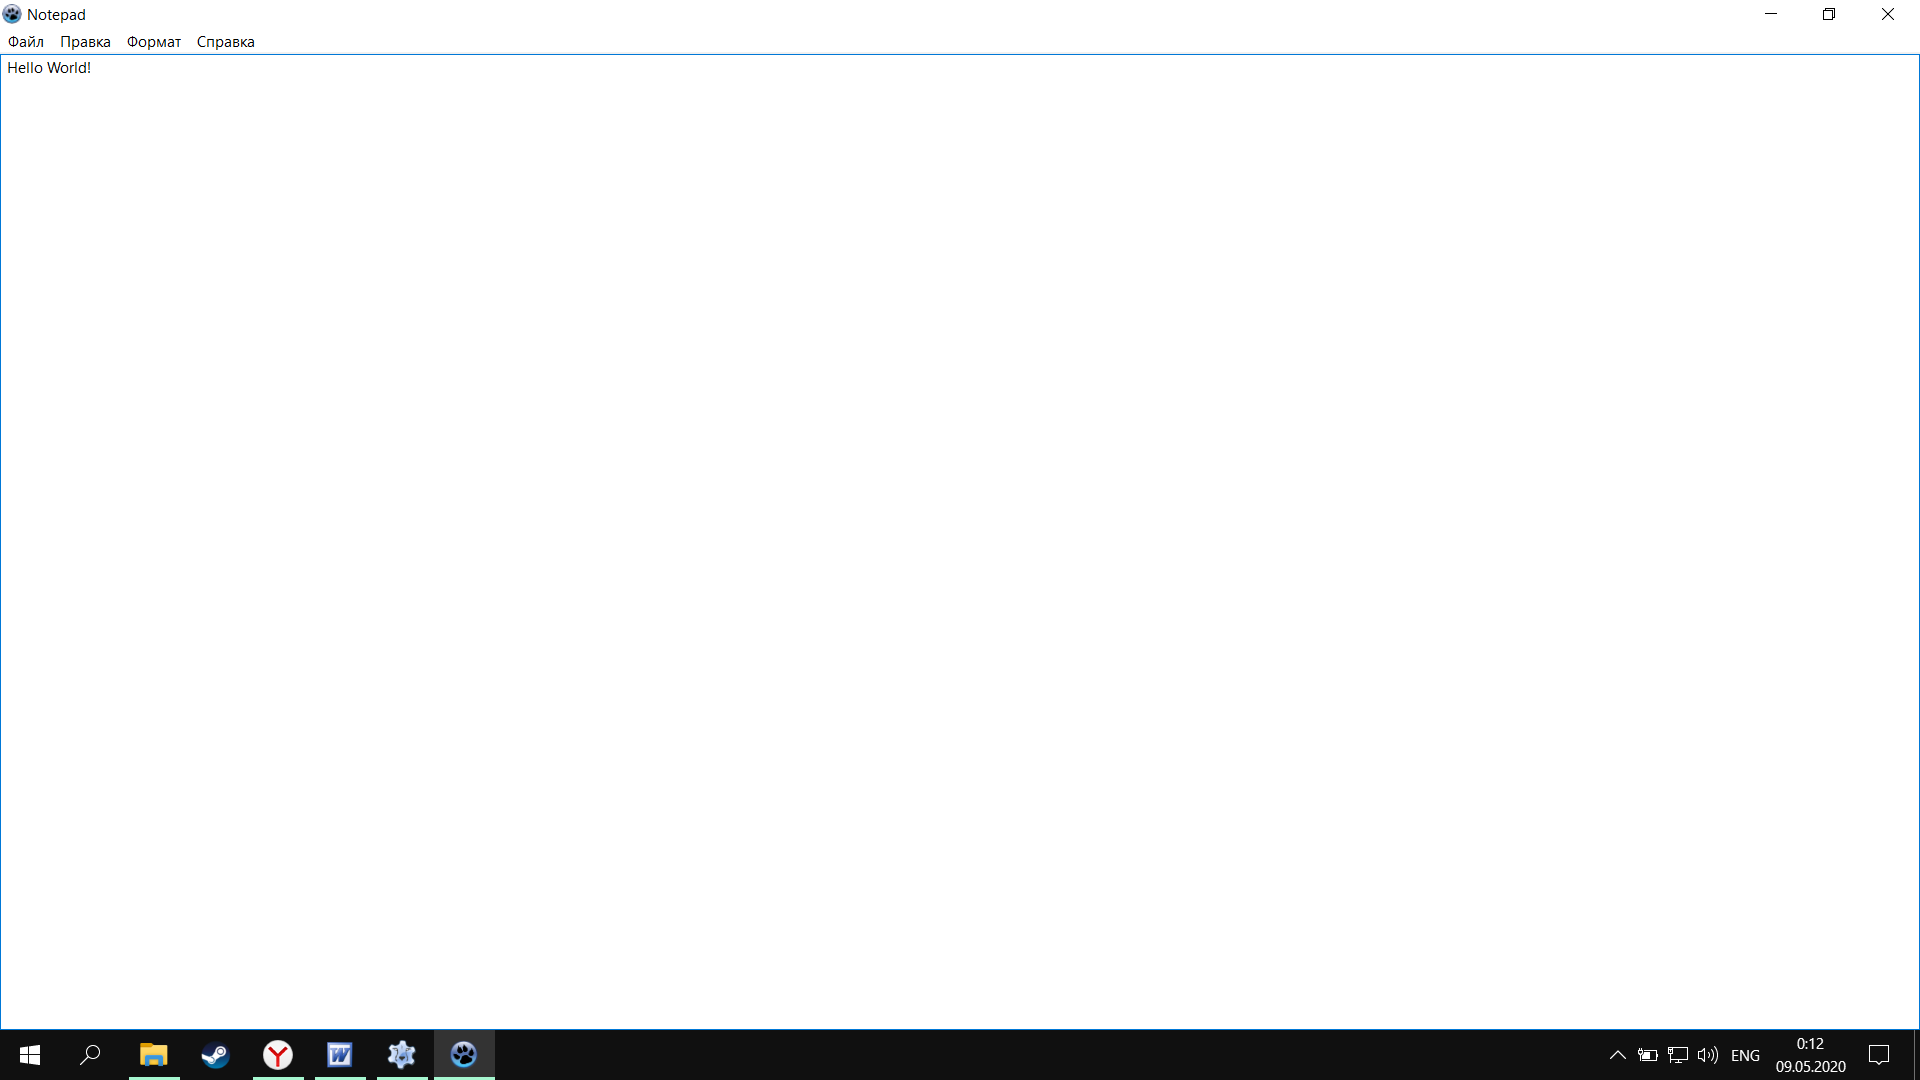 Notepad
Файл Правка Формат Справка
Hello World!
ENG
0:12
09.05.2020